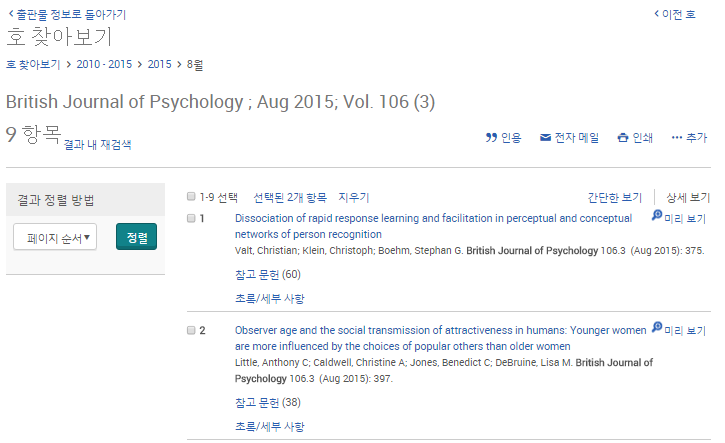 출판물 정보로 돌아가기
이전 호
호 찾아보기
호 찾아보기 > 2010 - 2015 > 2015 > 8월
British Journal of Psychology ; Aug 2015; Vol. 106 (3)
9 항목 결과 내 재검색
인용 전자 메일 인쇄 ••• 추가
결과 정렬 방법
페이지 순서
정렬
1-9 선택 선택된 2개 항목 지우기 간단한 보기 상세 보기
1 Dissociation of rapid response learning and facilitation in perceptual and conceptual 미리 보기
networks of person recognition
Valt, Christian; Klein, Christoph; Boehm, Stephan G. British Journal of Psychology 106.3 (Aug 2015): 375.
참고 문헌 (60)
초록/세부 사항
2 Observer age and the social transmission of attractiveness in humans: Younger women 미리 보기
are more influenced by the choices of popular others than older women
Little, Anthony C; Caldwell, Christine A; Jones, Benedict C; DeBruine, Lisa M. British Journal of
Psychology 106.3 (Aug 2015): 397.
참고 문헌 (38)
초록/세부 사항